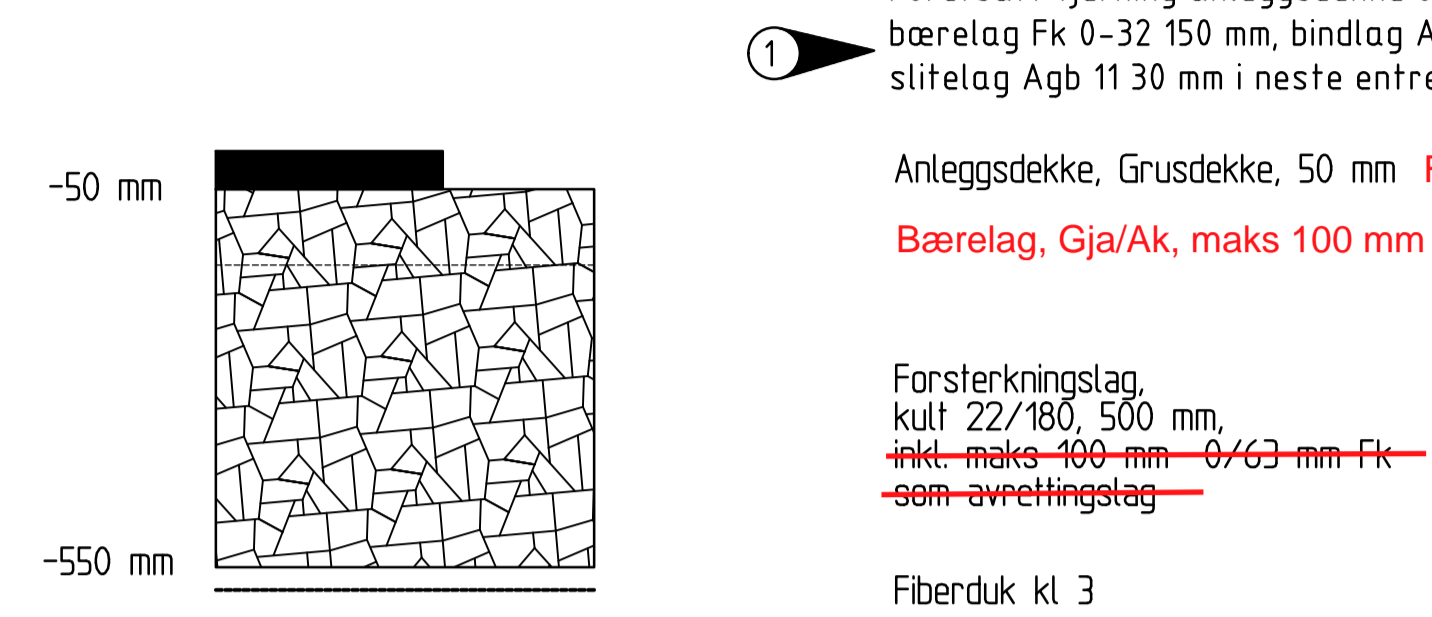 1
bærelag Fk 0-32 150 mm, bindlag A
slitelag Agb 11 30 mm i neste entre
-50 mm
Anleggsdekke, Grusdekke, 50 mm
Bærelag, Gja/Ak, maks 100 mm
Forsterkningslag,
kult 22/180, 500 mm,
inkl. maks 100 mm 0/63 mm Fk
som avrettingslag
-550 mm
Fiberduk kl 3